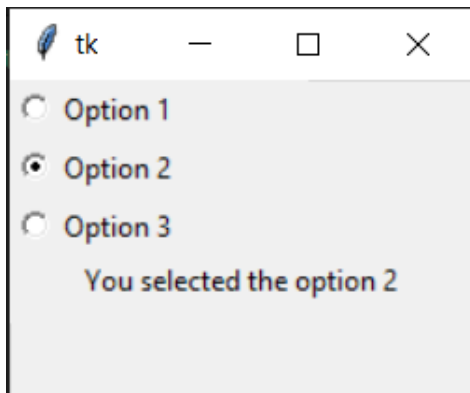 tk
Option 1
Option 2
Option 3
You selected the option 2